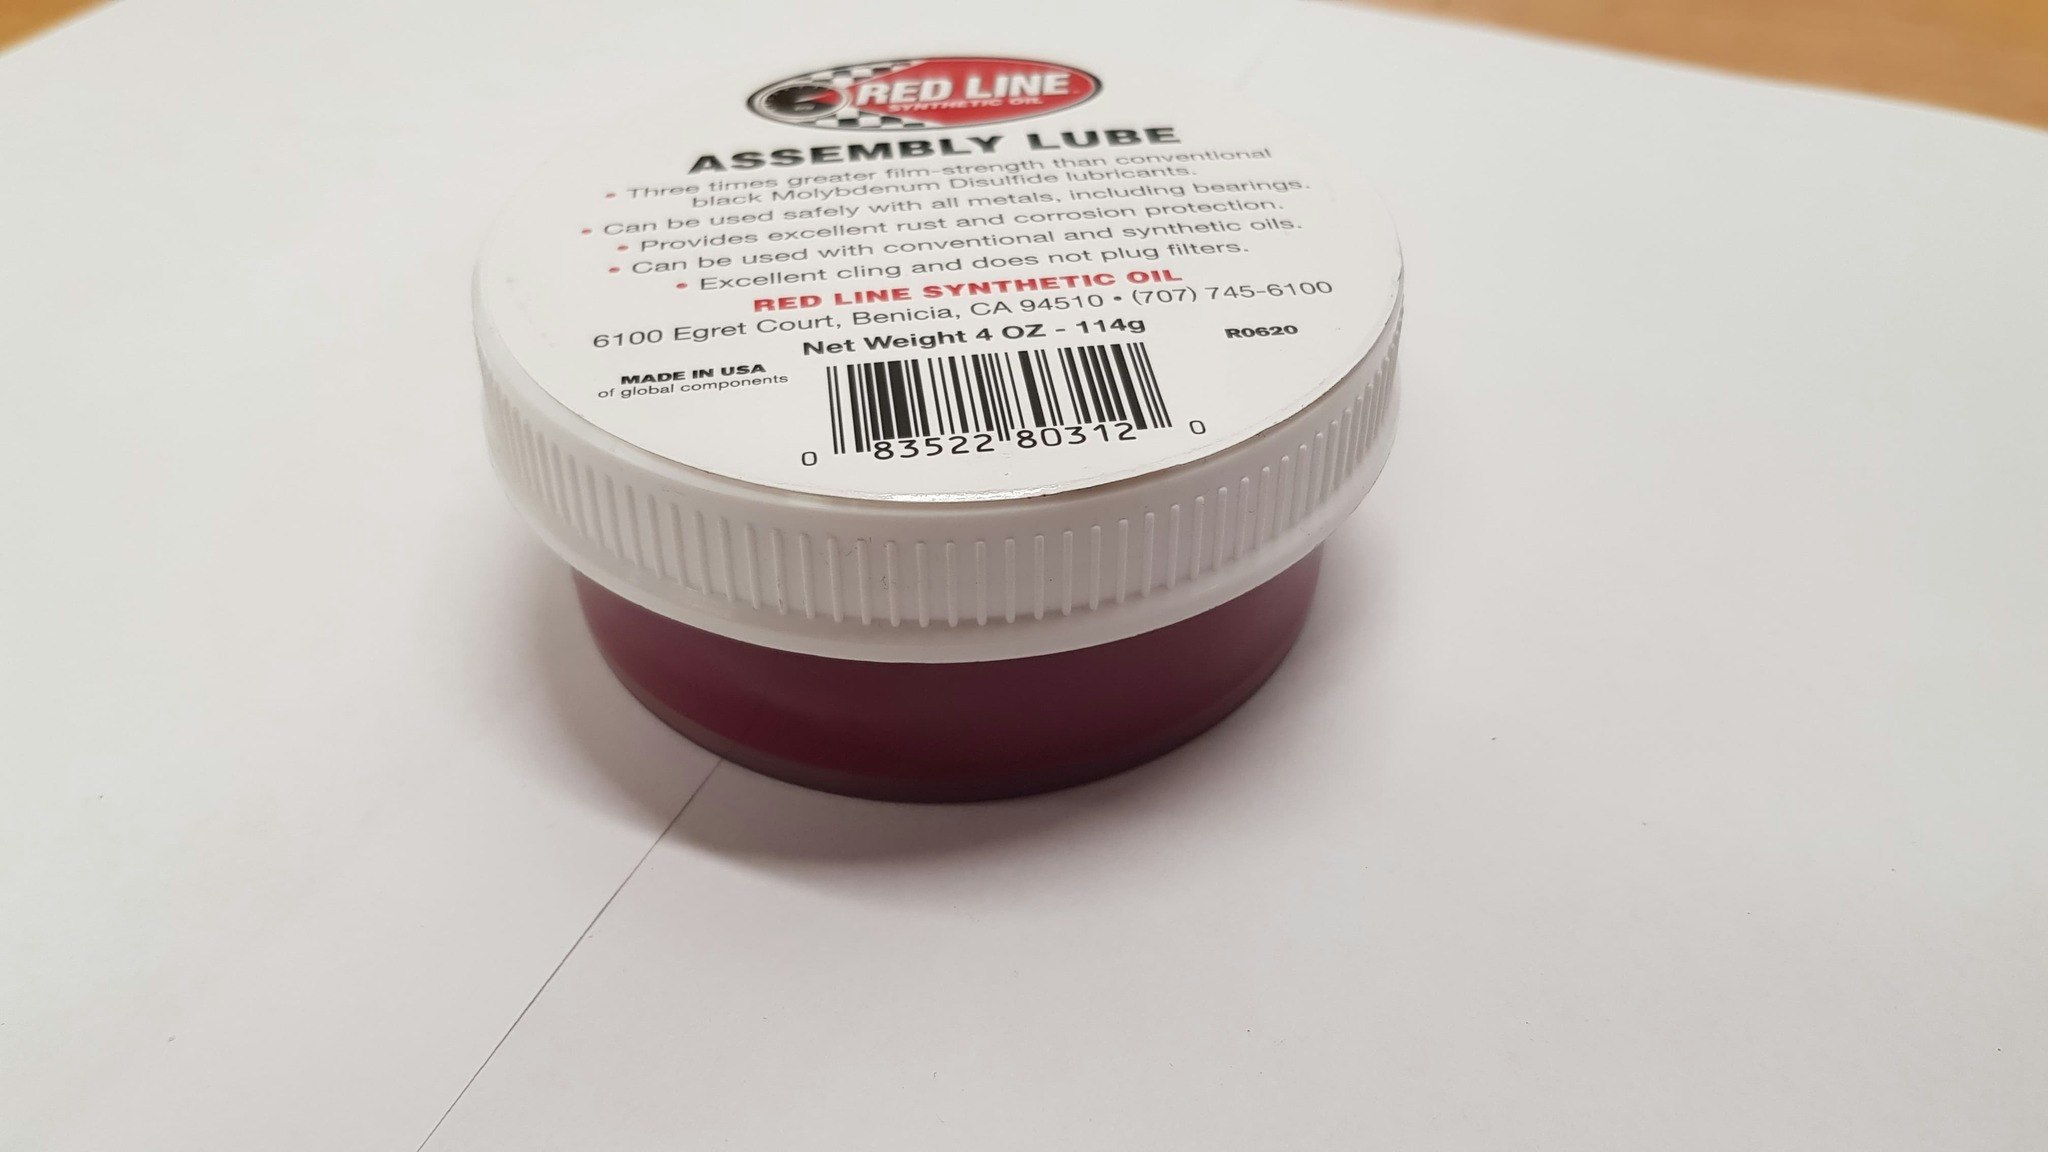 RED LINE
SYNTHETIC OIL
ASSEMBLY LUBE
• Three times greater film-strength than conventional
black Molybdenum Disulfide lubricants.
• Can be used safely with all metals, including bearings.
• Provides excellent rust and corrosion protection.
• Can be used with conventional and synthetic oils.
• Excellent cling and does not plug filters.
RED LINE SYNTHETIC OIL
6100 Egret Court, Benicia, CA 94510 • (707) 745-6100
Net Weight 4 OZ - 114g
R0620
MADE IN USA
of global components
0 83522 80312 0